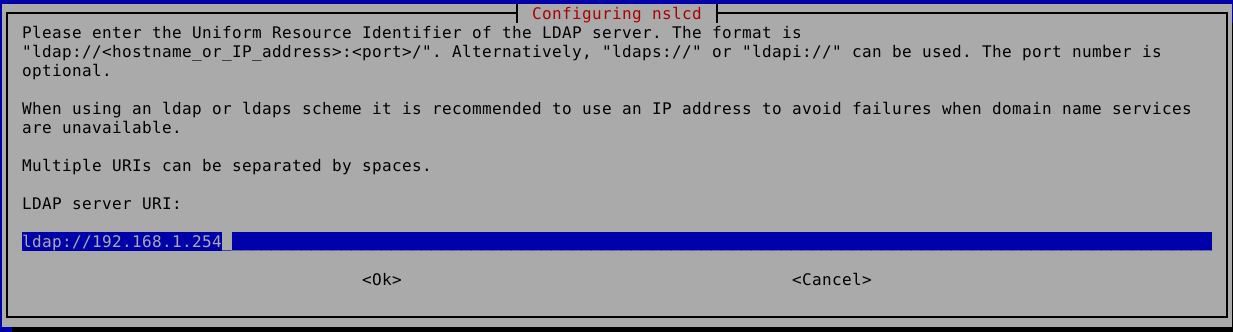 Configuring nslcd
Please enter the Uniform Resource Identifier of the LDAP server. The format is
"ldap://<hostname_or_IP_address>:<port>/". Alternatively, "ldaps://" or "ldapi://" can be used. The port number is
optional.
When using an ldap or ldaps scheme it is recommended to use an IP address to avoid failures when domain name services
are unavailable.
Multiple URIs can be separated by spaces.
LDAP server URI:
ldap://192.168.1.254
<Ok> <Cancel>